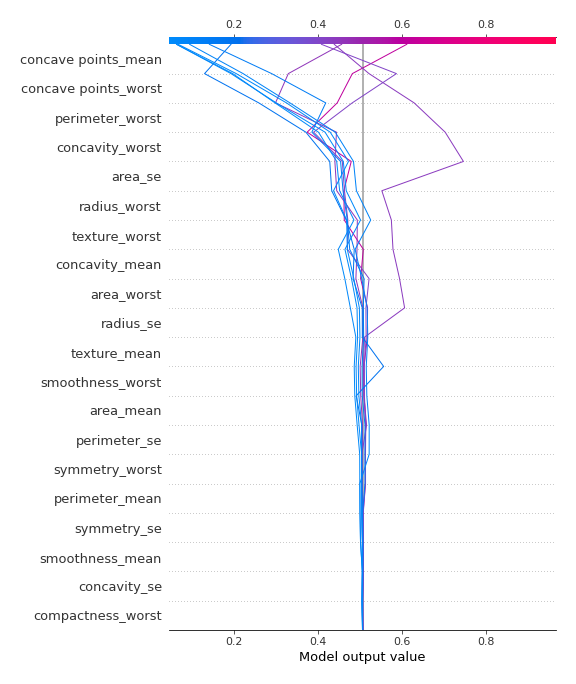 0.2 0.4 0.6 0.8
concave points_mean
concave points_worst
perimeter_worst
concavity_worst
area_se
radius_worst
texture_worst
concavity_mean
area_worst
radius_se
texture_mean
smoothness_worst
area_mean
perimeter_se
symmetry_worst
perimeter_mean
symmetry_se
smoothness_mean
concavity_se
compactness_worst
0.2 0.4 0.6 0.8
Model output value